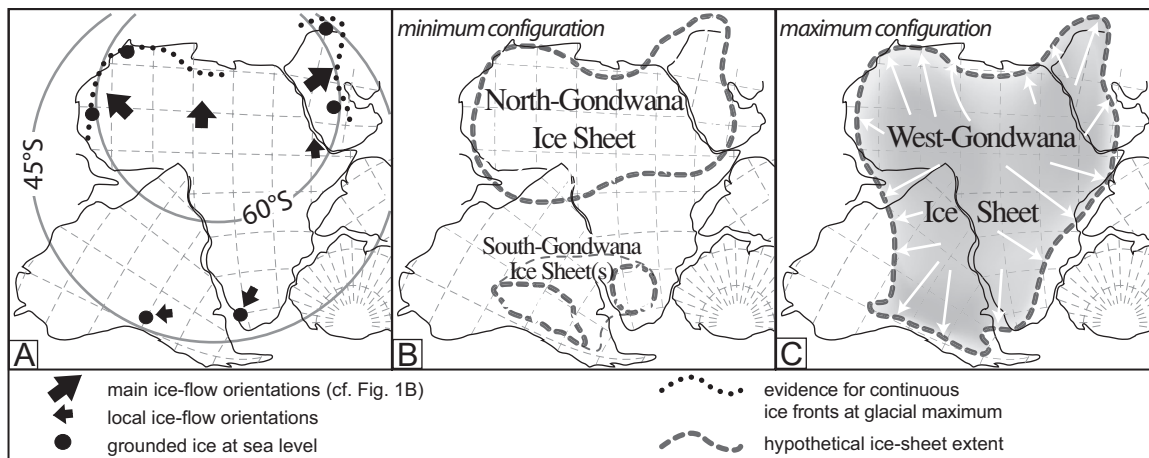 minimum configuration
maximum configuration
45°S
60°S
North-Gondwana
Ice Sheet
South-Gondwana
Ice Sheet(s)
West-Gondwana
Ice Sheet
A
B
C
main ice-flow orientations (cf. Fig. 1B)
local ice-flow orientations
grounded ice at sea level
evidence for continuous
ice fronts at glacial maximum
hypothetical ice-sheet extent